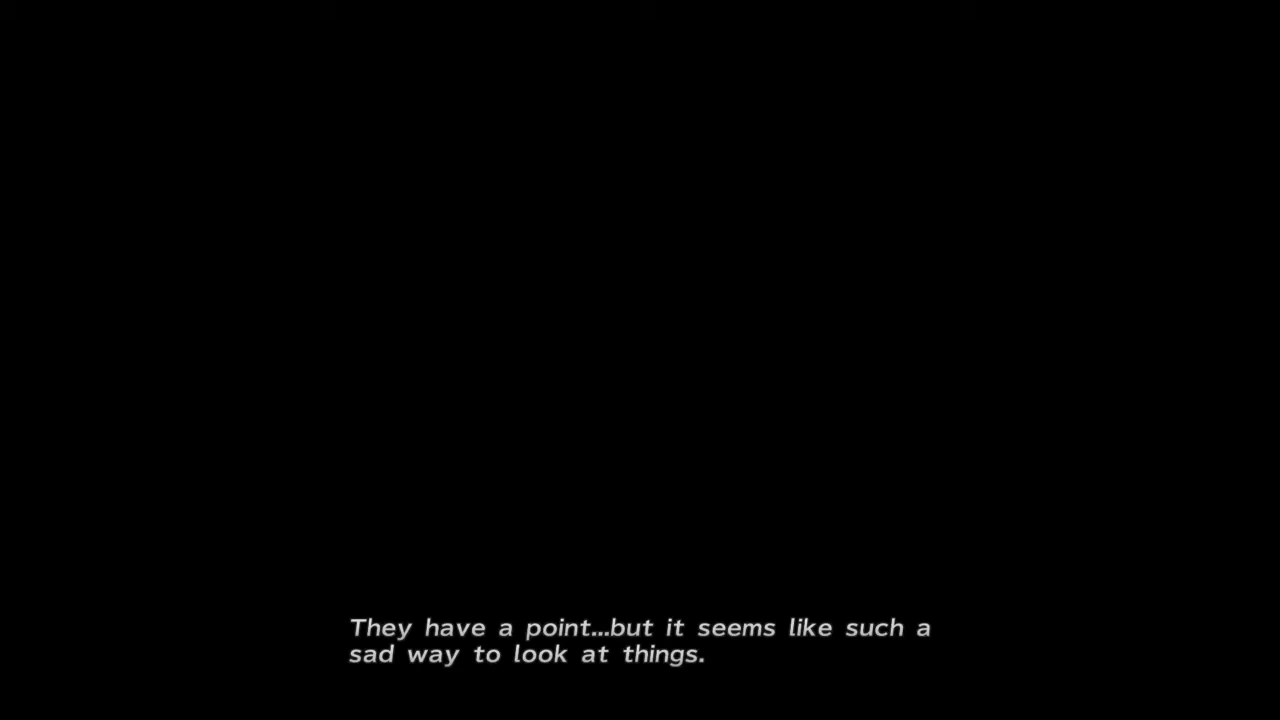 They have a point...but it seems like such a
sad way to look at things.